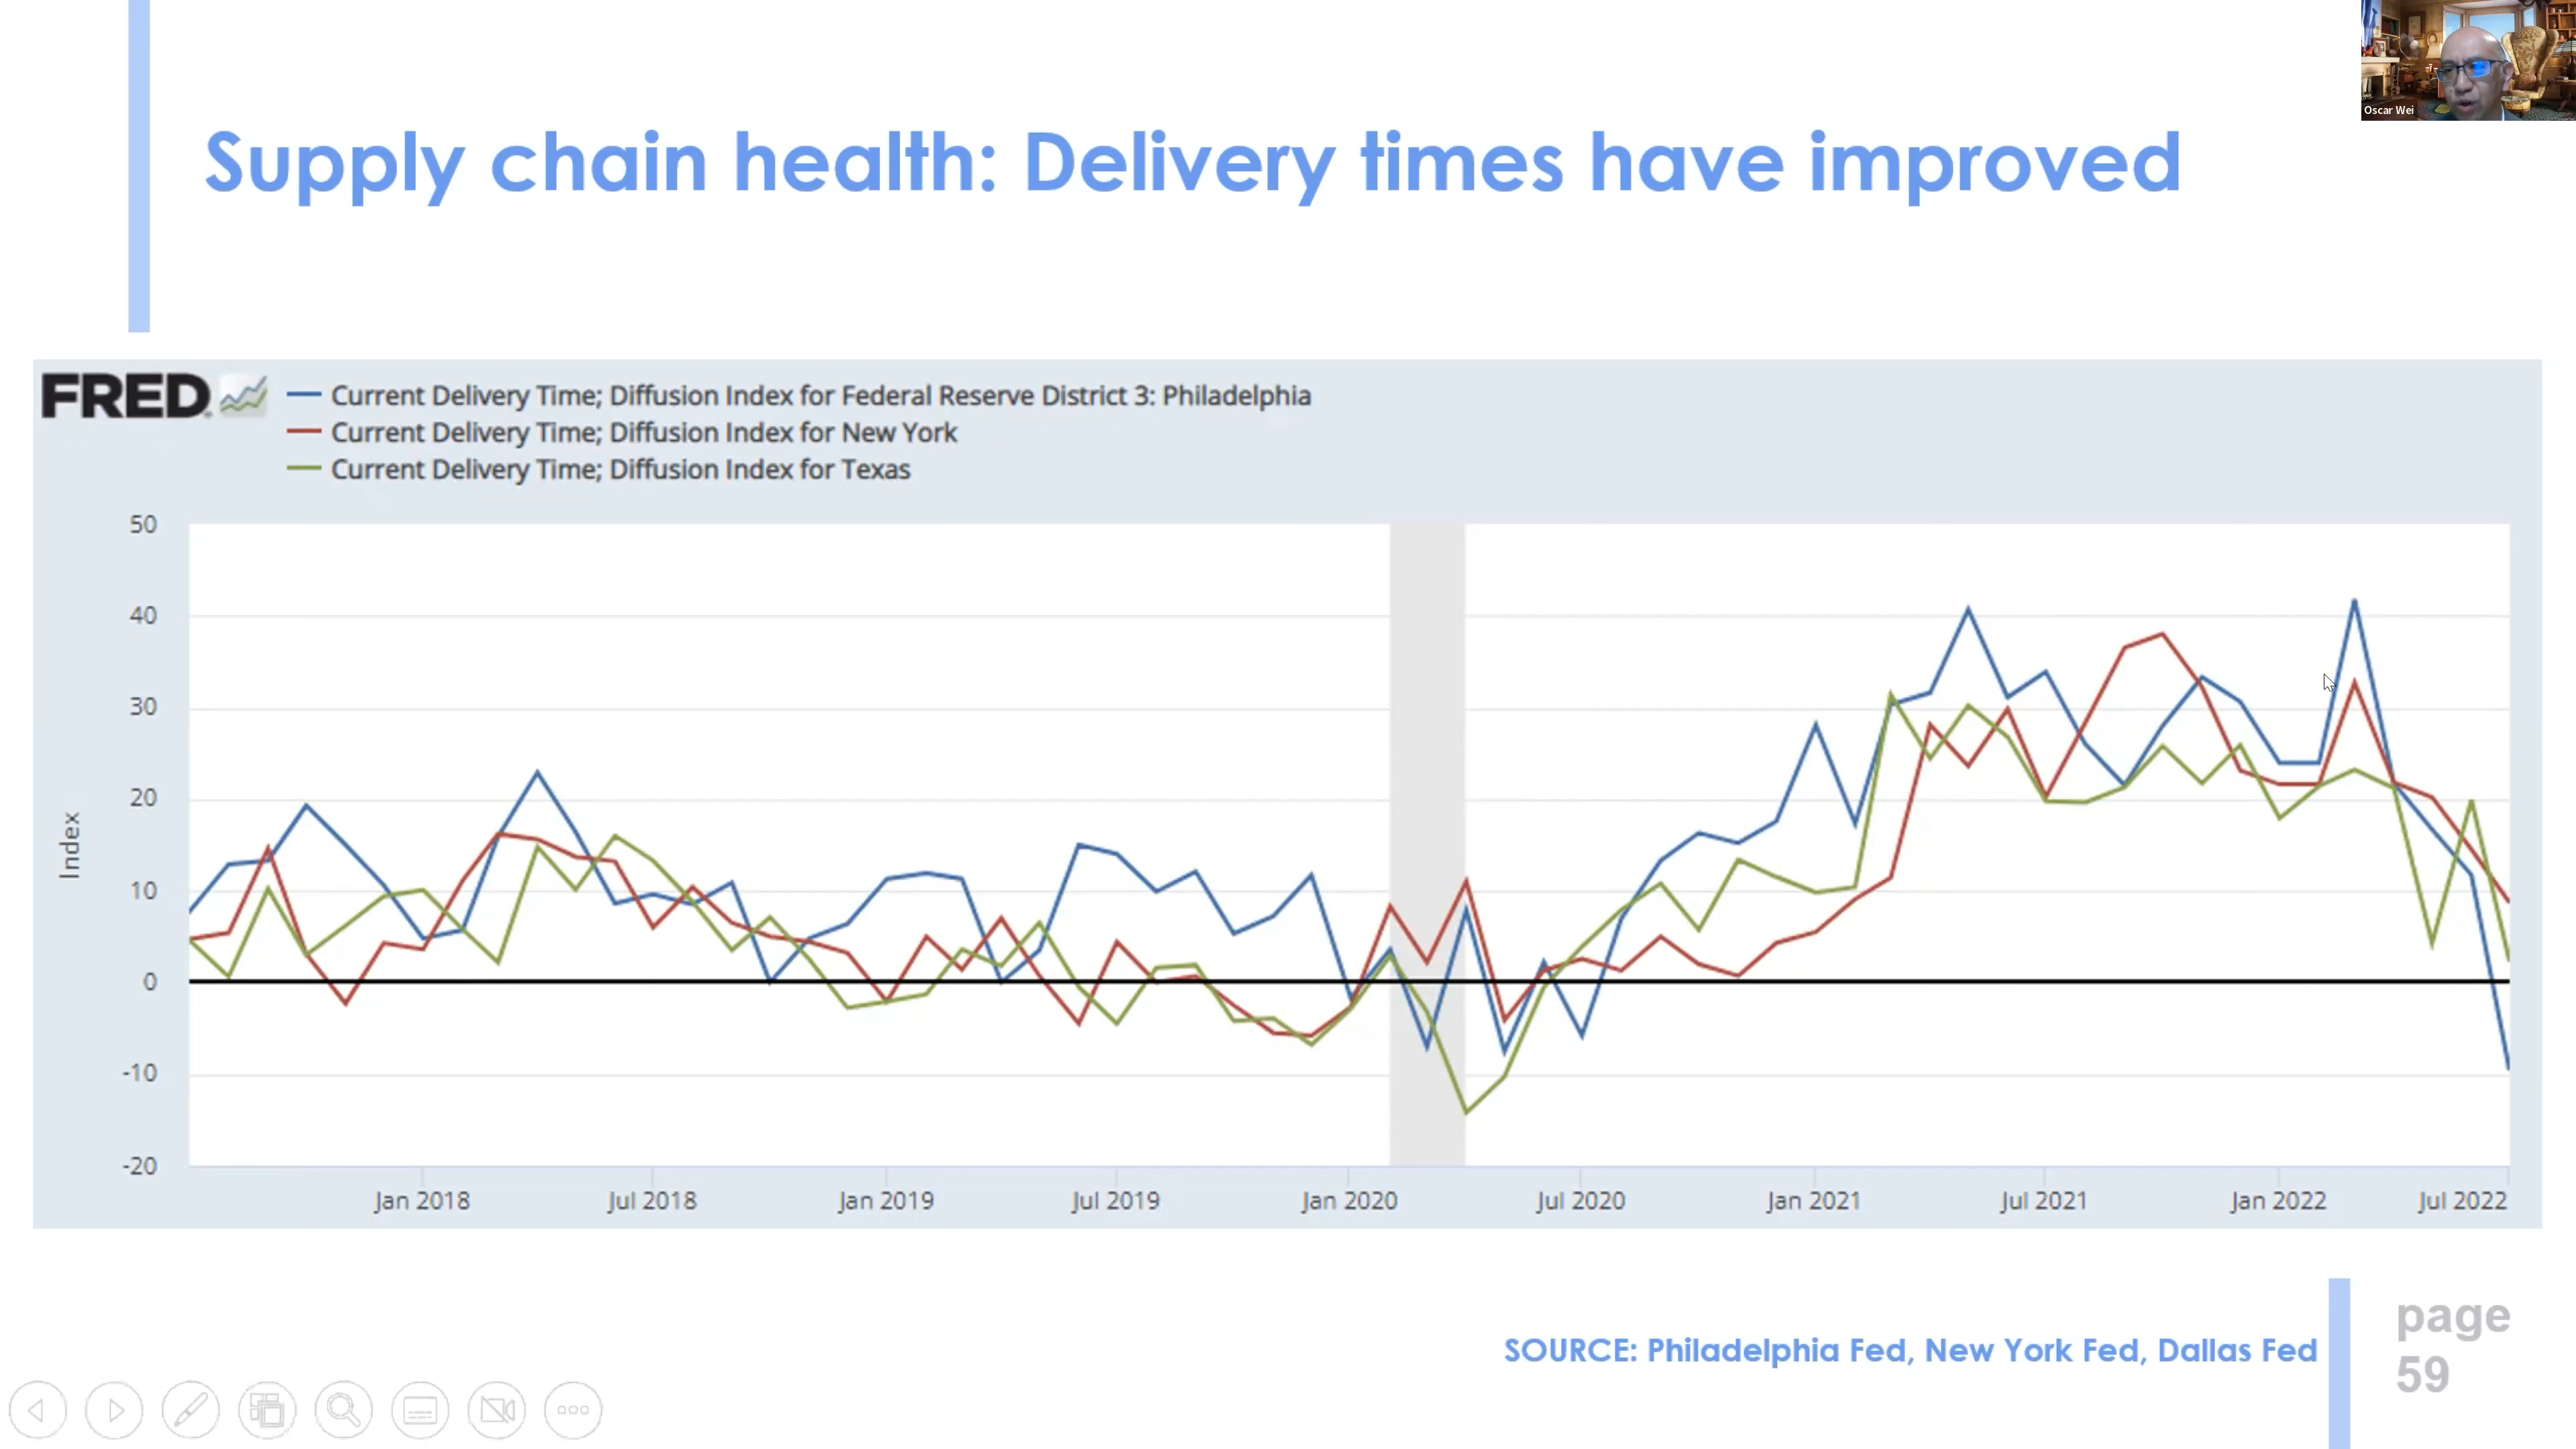 Oscar Wei
Supply chain health: Delivery times have improved
FRED
Current Delivery Time; Diffusion Index for Federal Reserve District 3: Philadelphia
Current Delivery Time; Diffusion Index for New York
Current Delivery Time; Diffusion Index for Texas
Index
50
40
30
20
10
0
-10
-20
Jan 2018 Jul 2018 Jan 2019 Jul 2019 Jan 2020 Jul 2020 Jan 2021 Jul 2021 Jan 2022 Jul 2022
SOURCE: Philadelphia Fed, New York Fed, Dallas Fed
page
59